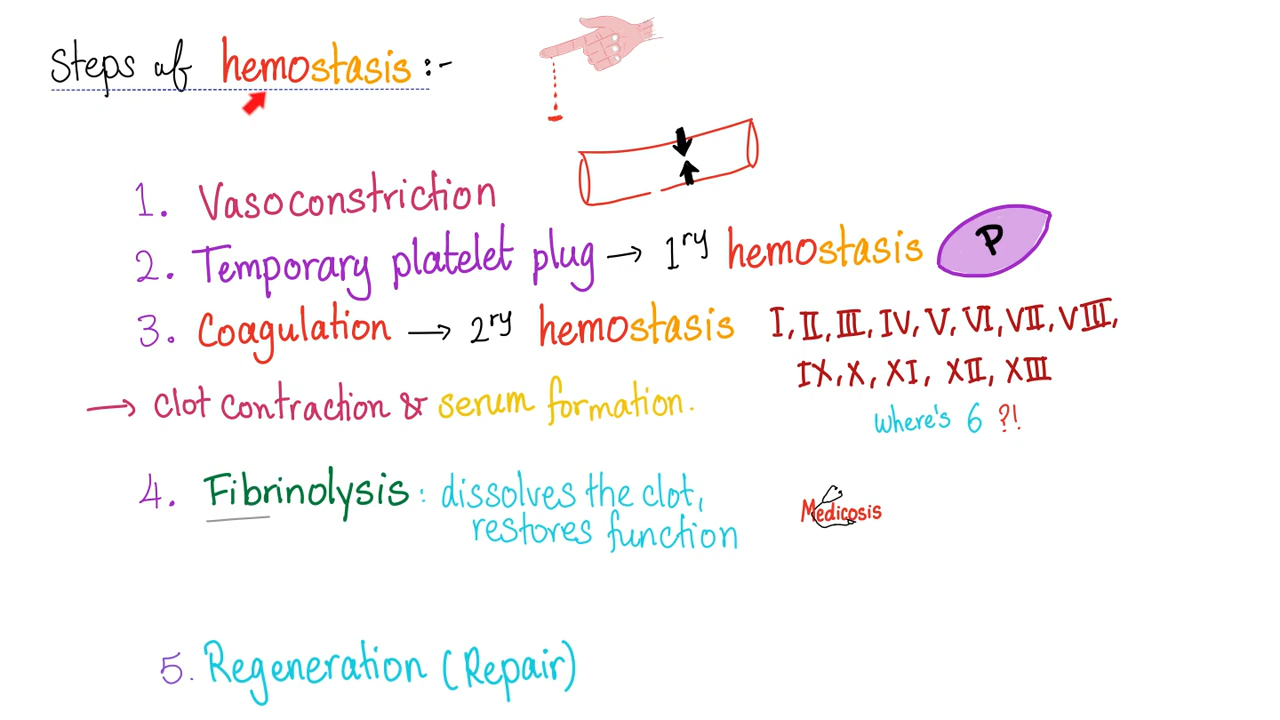 Steps of hemostasis :-
1. Vasoconstriction
2. Temporary platelet plug → 1ry hemostasis P
3. Coagulation → 2ry hemostasis I, II, III, IV, V, VI, VII, VIII,
IX, X, XI, XII, XIII
→ clot contraction & serum formation.
where's 6 ?!
4. Fibrinolysis : dissolves the clot,
restores function
Medicosis
5. Regeneration (Repair)